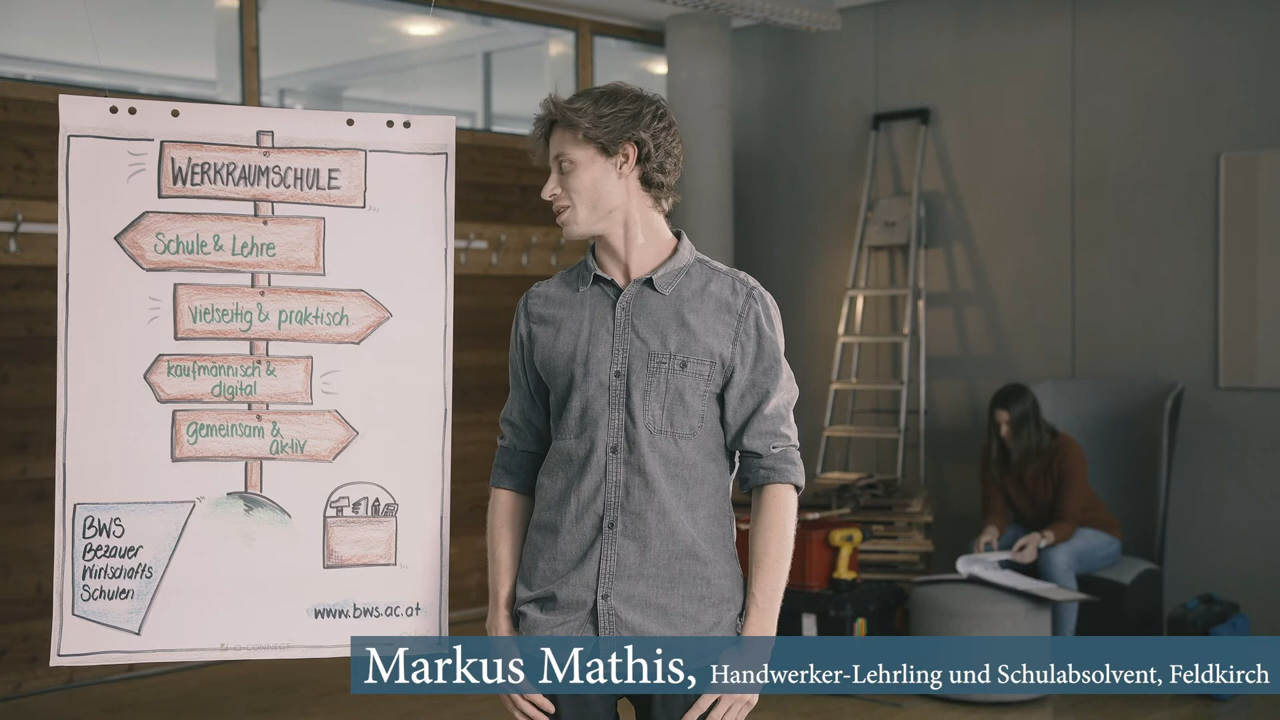 WERKRAUMSCHULE
Schule & Lehre
vielseitig & praktisch
kaufmännisch &
digital
gemeinsam &
aktiv
BWS
Bezauer
Wirtschafts
Schulen
www.bws.ac.at
Q-CONNECT
Markus Mathis, Handwerker-Lehrling und Schulabsolvent, Feldkirch